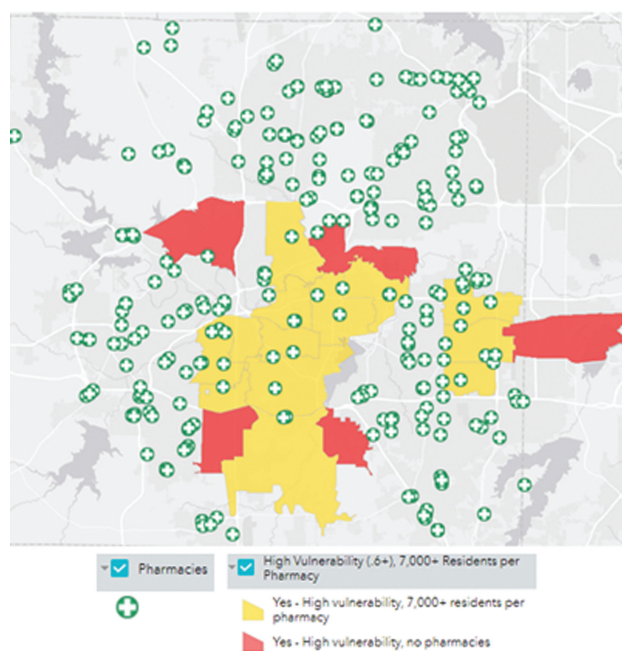 Pharmacies
High Vulnerability (.6+), 7,000+ Residents per
Pharmacy
Yes - High vulnerability, 7,000+ residents per
pharmacy
Yes - High vulnerability, no pharmacies